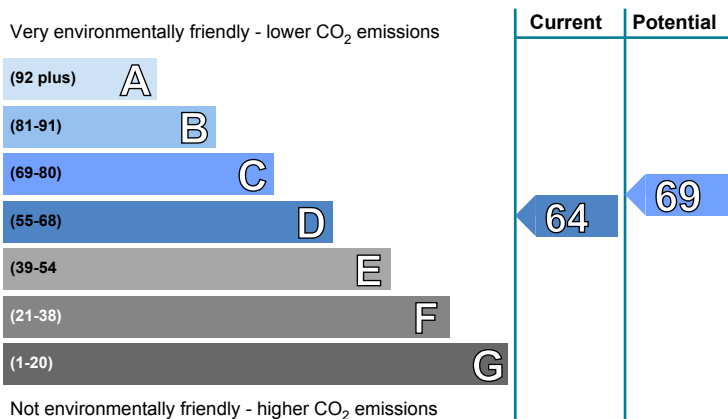 Current Potential
Very environmentally friendly - lower CO2 emissions
(92 plus) A
(81-91) B
(69-80) C
(55-68) D
64
69
(39-54 E
(21-38) F
(1-20) G
Not environmentally friendly - higher CO2 emissions